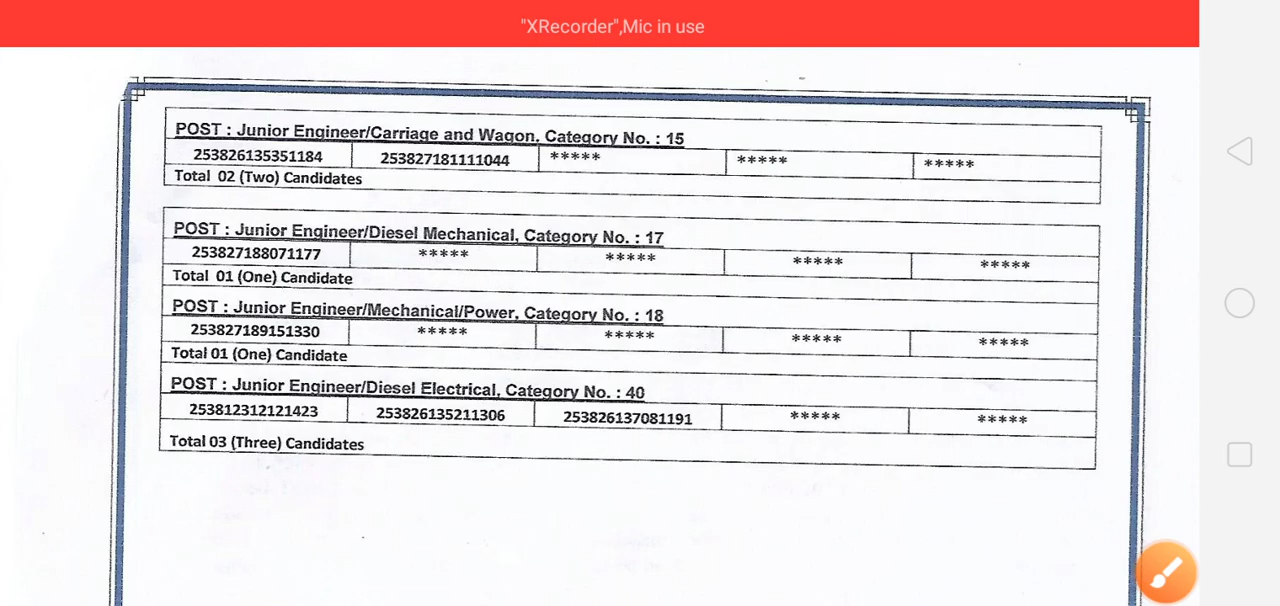 "XRecorder",Mic in use
POST : Junior Engineer/Carriage and Wagon, Category No. : 15
253826135351184 253827181111044 ***** ***** *****
Total 02 (Two) Candidates
POST : Junior Engineer/Diesel Mechanical, Category No. : 17
253827188071177 ***** ***** ***** *****
Total 01 (One) Candidate
POST : Junior Engineer/Mechanical/Power, Category No. : 18
253827189151330 ***** ***** ***** *****
Total 01 (One) Candidate
POST : Junior Engineer/Diesel Electrical, Category No. : 40
253812312121423 253826135211306 253826137081191 ***** *****
Total 03 (Three) Candidates